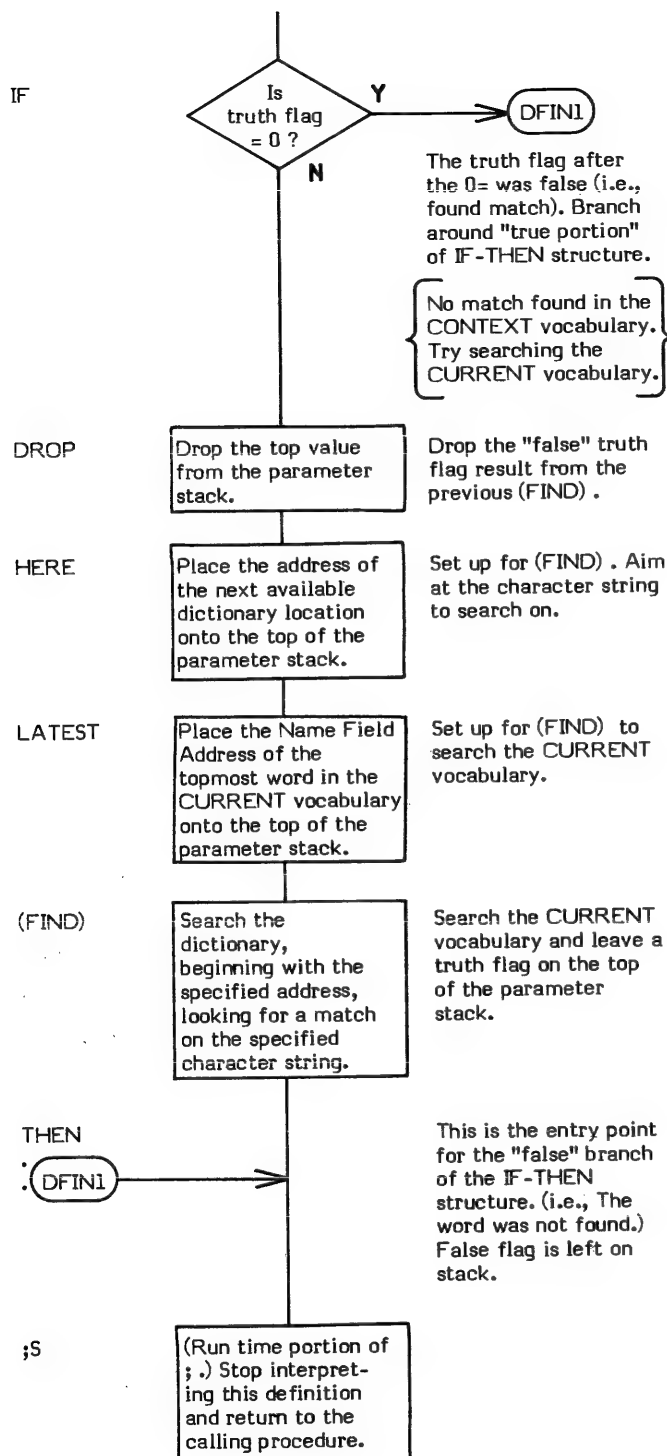 IF
Is
truth flag
= 0 ?
Y
DFIN1
N
The truth flag after
the 0= was false (i.e.,
found match). Branch
around "true portion"
of IF-THEN structure.
No match found in the
CONTEXT vocabulary.
Try searching the
CURRENT vocabulary.
DROP
Drop the top value
from the parameter
stack.
Drop the "false" truth
flag result from the
previous (FIND) .
HERE
Place the address of
the next available
dictionary location
onto the top of the
parameter stack.
Set up for (FIND) . Aim
at the character string
to search on.
LATEST
Place the Name Field
Address of the
topmost word in the
CURRENT vocabulary
onto the top of the
parameter stack.
Set up for (FIND) to
search the CURRENT
vocabulary.
(FIND)
Search the
dictionary,
beginning with the
specified address,
looking for a match
on the specified
character string.
Search the CURRENT
vocabulary and leave a
truth flag on the top
of the parameter
stack.
THEN
: DFIN1
This is the entry point
for the "false" branch
of the IF-THEN
structure. (i.e., The
word was not found.)
False flag is left on
stack.
;S
(Run time portion of
; .) Stop interpret-
ing this definition
and return to the
calling procedure.